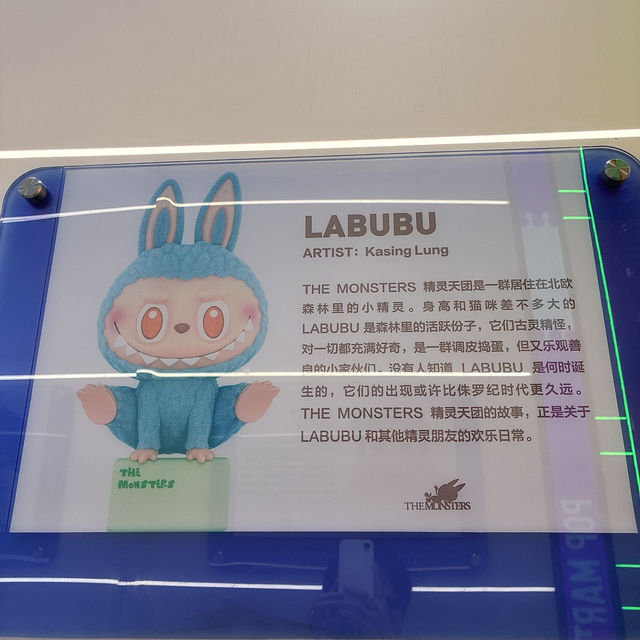 LABUBU
ARTIST: Kasing Lung
THE MONSTERS 精灵天团是一群居住在北欧
森林里的小精灵。身高和猫咪差不多大的
LABUBU 是森林里的活跃份子，它们古灵精怪，
对一切都充满好奇，是一群调皮捣蛋，但又乐观善
良的小家伙们。没有人知道 LABUBU 是何时诞
生的，它们的出现或许比侏罗纪时代更久远。
THE MONSTERS 精灵天团的故事，正是关于
LABUBU 和其他精灵朋友的欢乐日常。
THE
MONSTERS
THE MONSTERS
POP MART